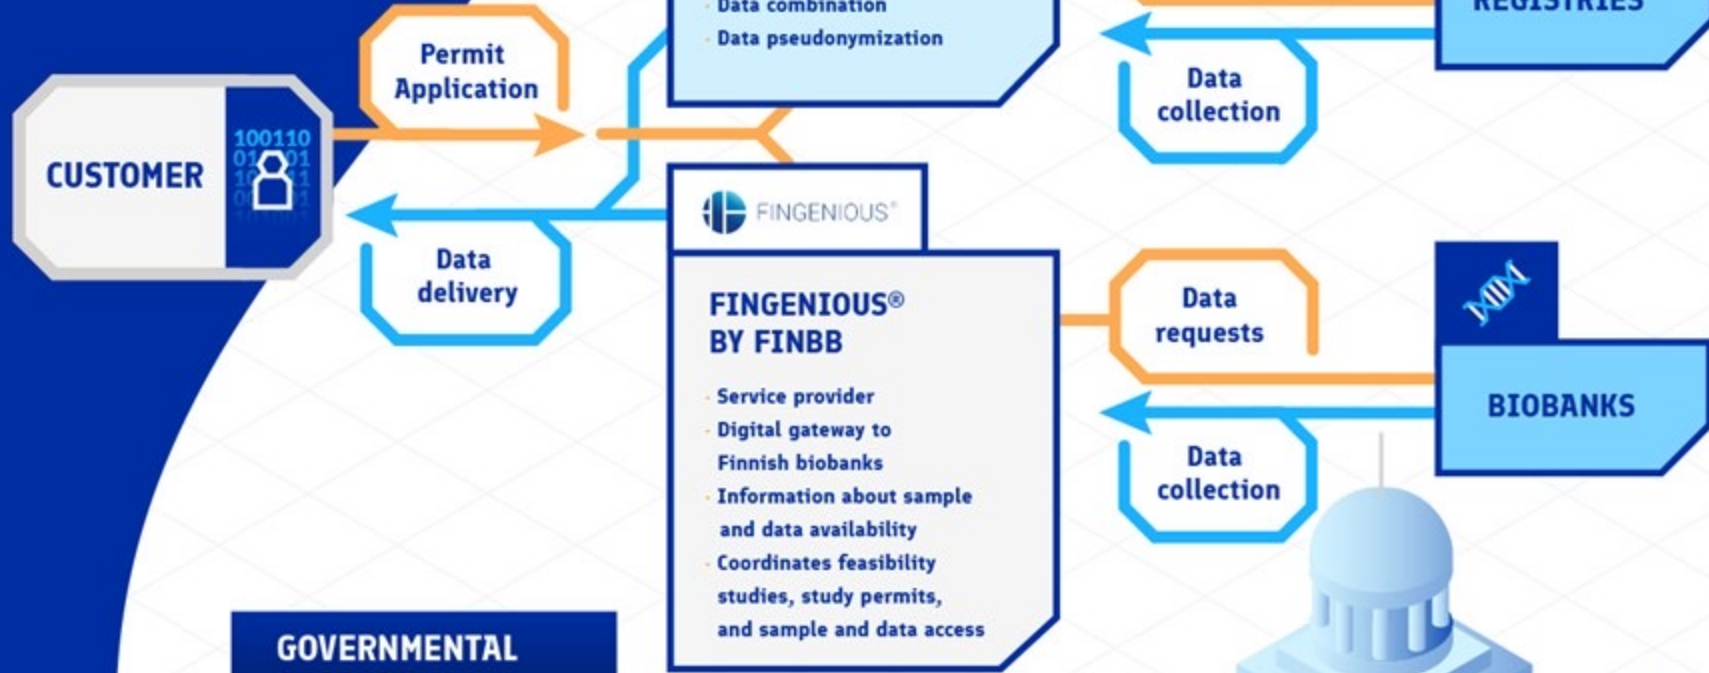 Data combination
Data pseudonymization
REGISTRIES
Permit
Application
Data
collection
CUSTOMER
100110
FINGENIOUS®
Data
delivery
FINGENIOUS®
BY FINBB
Service provider
Digital gateway to
Finnish biobanks
Information about sample
and data availability
Coordinates feasibility
studies, study permits,
and sample and data access
Data
requests
BIOBANKS
Data
collection
GOVERNMENTAL